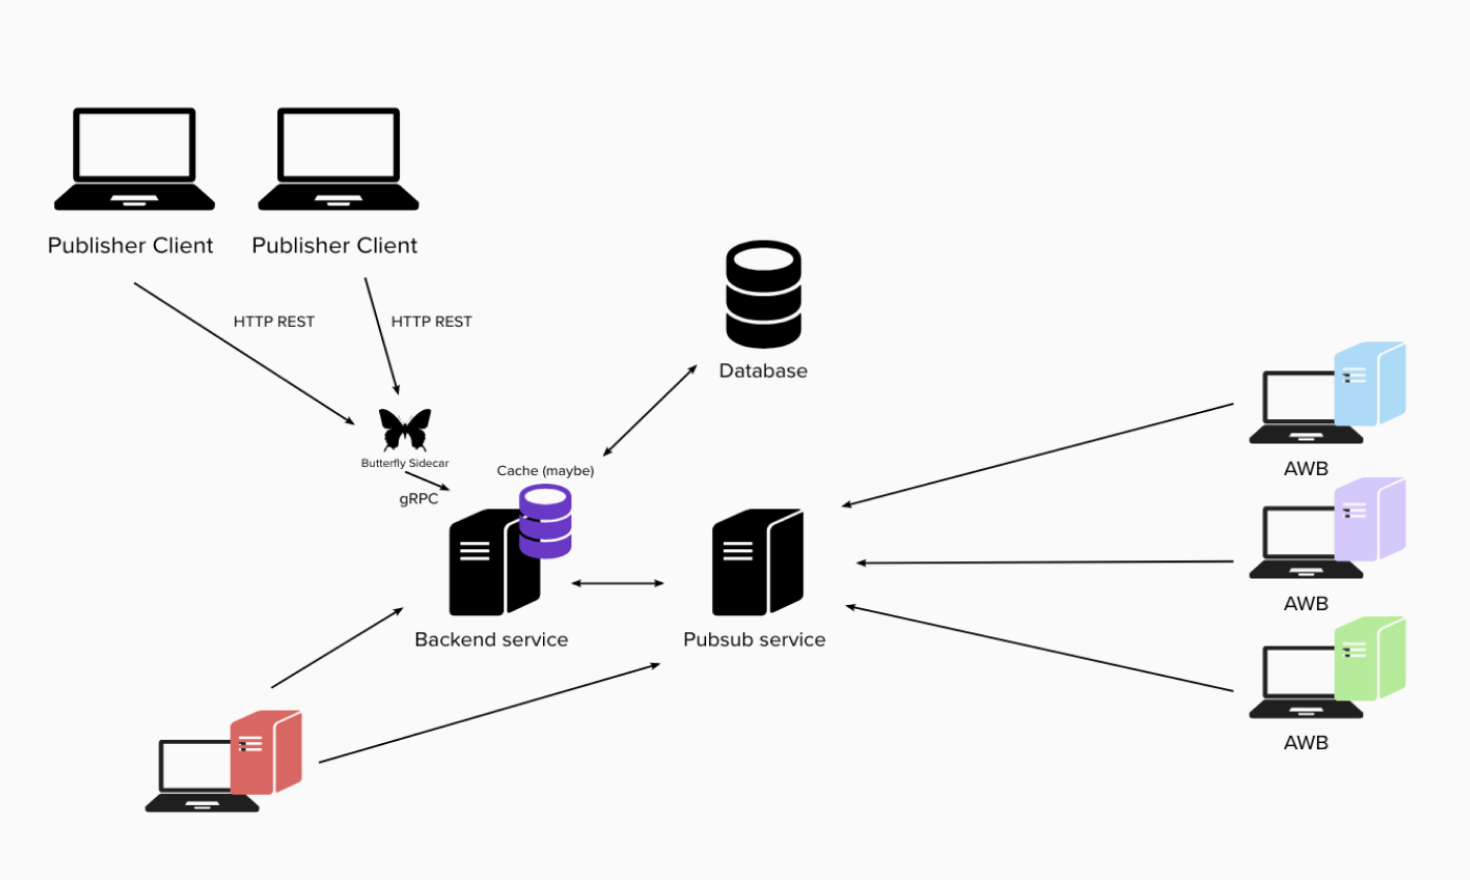 Publisher Client
Publisher Client
HTTP REST
HTTP REST
Database
Butterfly Sidecar
gRPC
Cache (maybe)
Backend service
Pubsub service
AWB
AWB
AWB